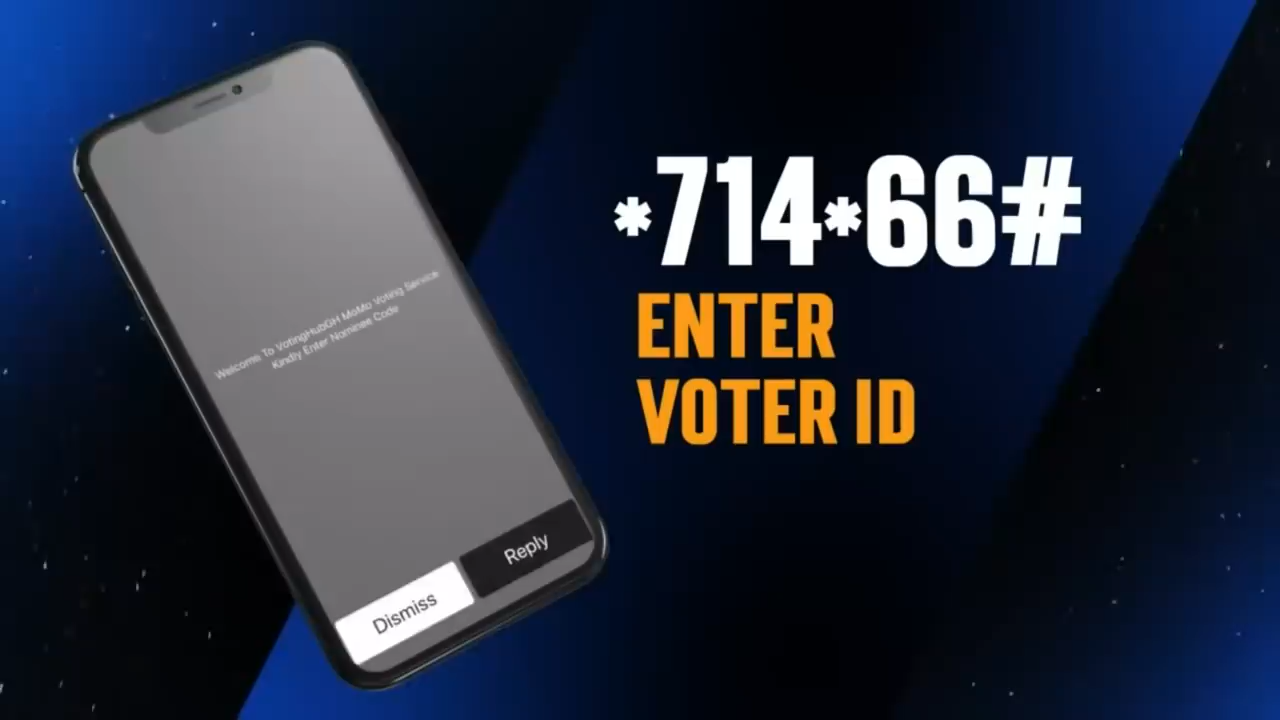 *714*66#
ENTER
VOTER ID
Welcome To VotingHubGH MoMo Voting Service
Kindly Enter Nominee Code
Dismiss
Reply